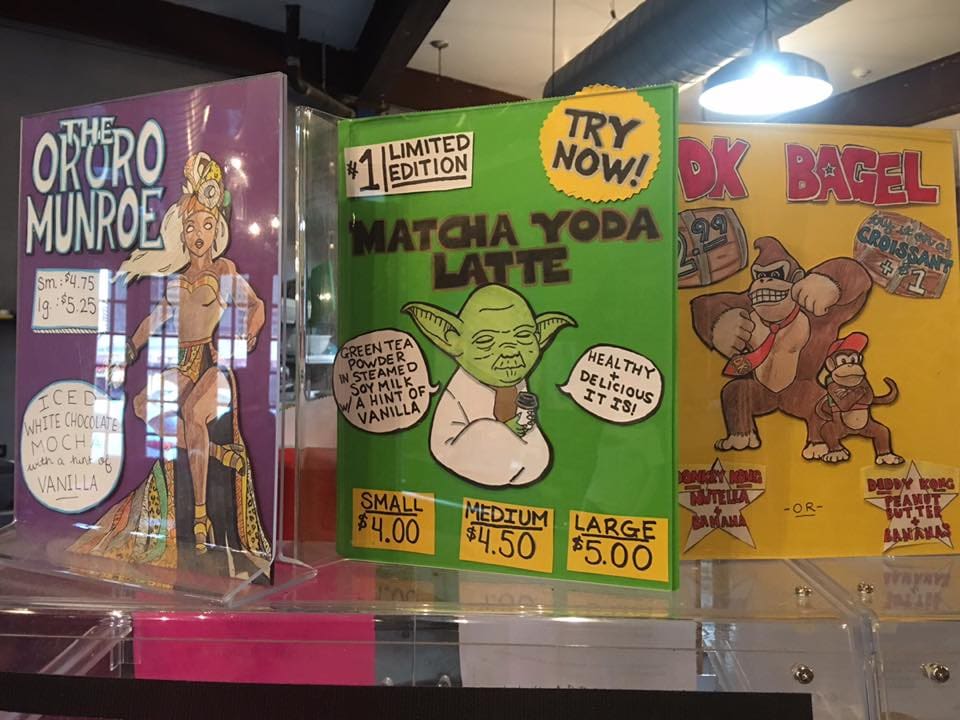 THE
ORORO
MUNROE
Sm: $4.75
lg: $5.25
ICED
WHITE CHOCOLATE
MOCHA
with a hint of
VANILLA
#1 LIMITED
EDITION
TRY
NOW!
MATCHA YODA
LATTE
GREEN TEA
POWDER
IN STEAMED
SOY MILK
W/ A HINT OF
VANILLA
HEALTHY
+
DELICIOUS
IT IS!
SMALL
$4.00
MEDIUM
$4.50
LARGE
$5.00
DK BAGEL
2.99
CROISSANT
+ $1
DONKEY KONG
NUTELLA
+
BANANA
-OR-
DIDDY KONG
PEANUT
BUTTER
+
BANANAS